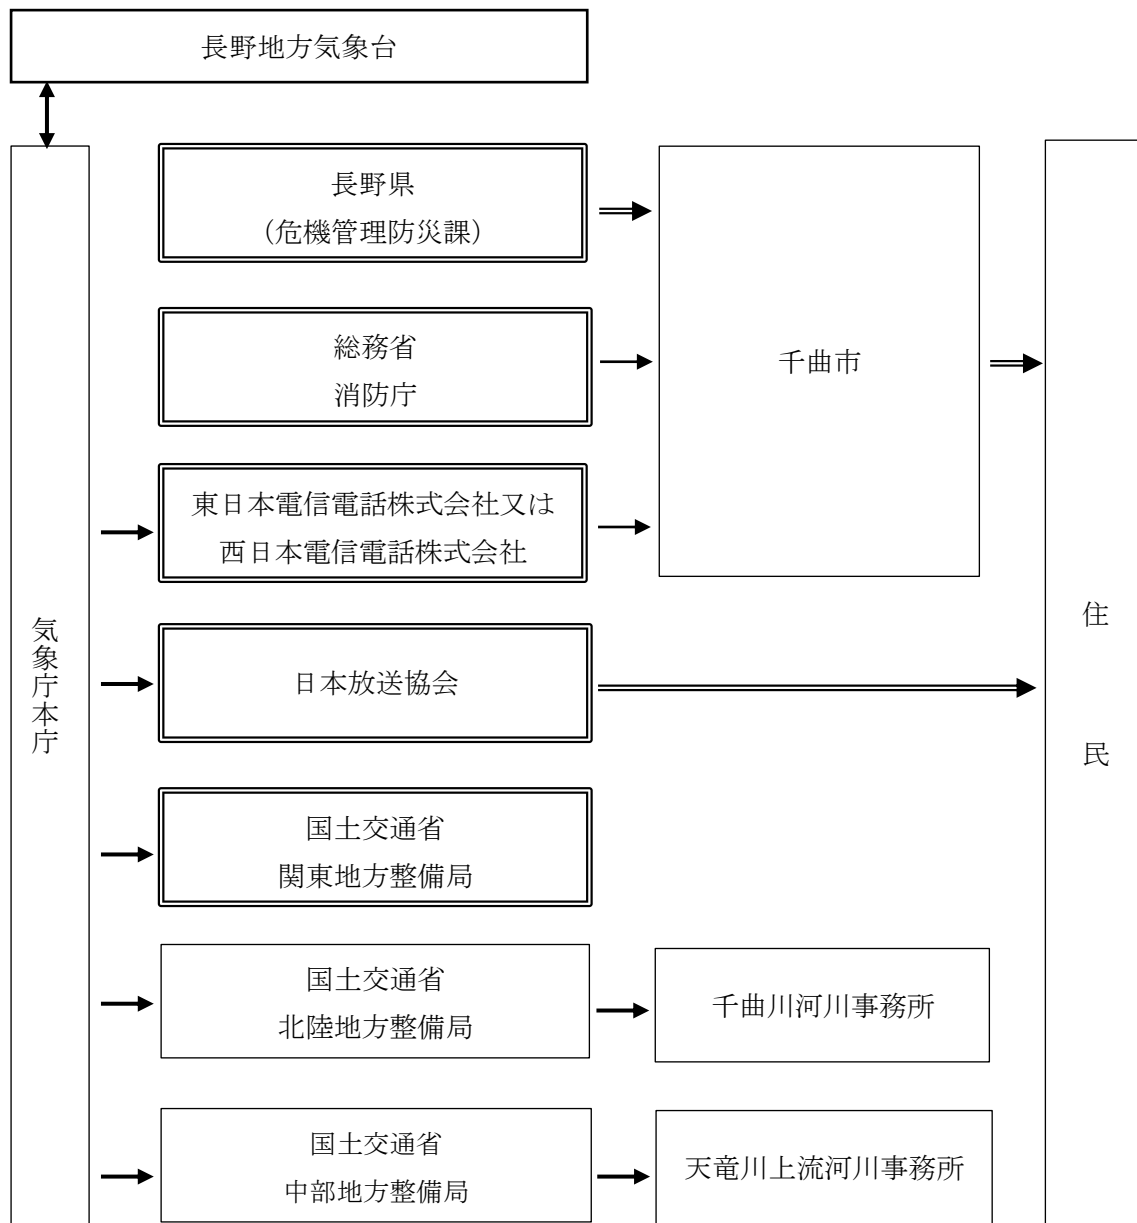 長野地方気象台
気象庁本庁
長野県
（危機管理防災課）
総務省
消防庁
東日本電信電話株式会社又は
西日本電信電話株式会社
千曲市
日本放送協会
住民
国土交通省
関東地方整備局
国土交通省
北陸地方整備局
千曲川河川事務所
国土交通省
中部地方整備局
天竜川上流河川事務所